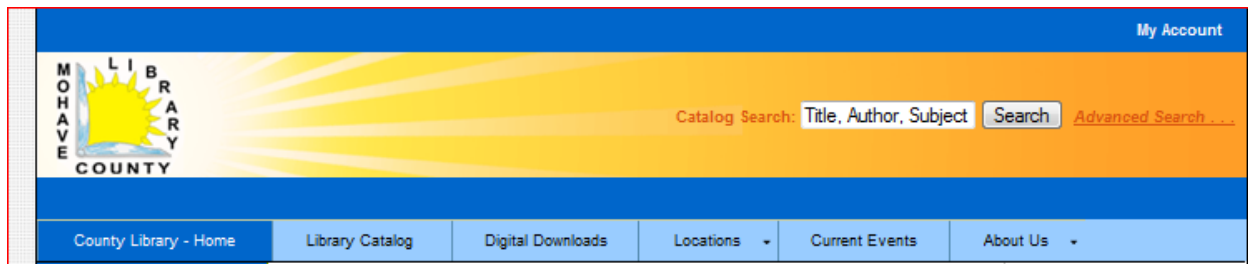 My Account
MOHAVE
LIBRARY
COUNTY
Catalog Search: Title, Author, Subject Search Advanced Search . . .
County Library - Home Library Catalog Digital Downloads Locations Current Events About Us